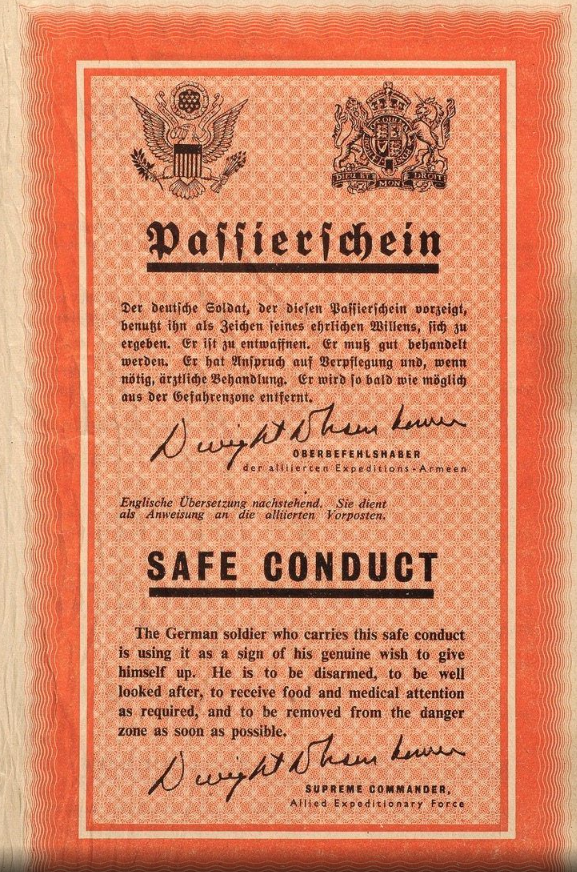 DIEU ET MON DROIT
Passierschein
Der deutsche Soldat, der diesen Passierschein vorzeigt,
benutzt ihn als Zeichen seines ehrlichen Willens, sich zu
ergeben. Er ist zu entwaffnen. Er muß gut behandelt
werden. Er hat Anspruch auf Verpflegung und, wenn
nötig, ärztliche Behandlung. Er wird so bald wie möglich
aus der Gefahrenzone entfernt.
Dwight D Eisenhower
OBERBEFEHLSHABER
der alliierten Expeditions-Armeen
Englische Übersetzung nachstehend. Sie dient
als Anweisung an die alliierten Vorposten.
SAFE CONDUCT
The German soldier who carries this safe conduct
is using it as a sign of his genuine wish to give
himself up. He is to be disarmed, to be well
looked after, to receive food and medical attention
as required, and to be removed from the danger
zone as soon as possible.
Dwight D Eisenhower
SUPREME COMMANDER,
Allied Expeditionary Force